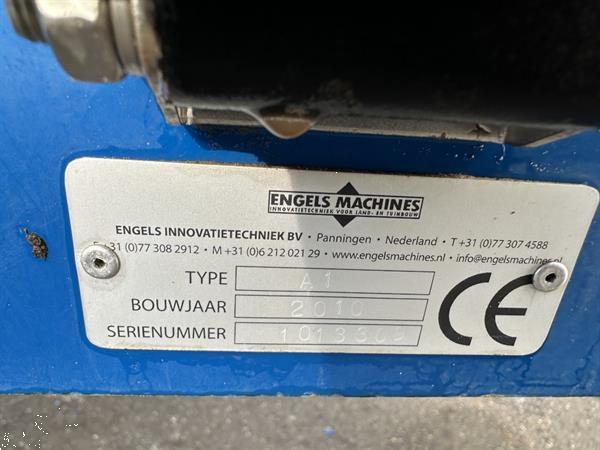 ENGELS MACHINES
INNOVATIETECHNIEK VOOR LAND- EN TUINBOUW
ENGELS INNOVATIETECHNIEK BV • Panningen • Nederland • T +31 (0)77 307 4588
31 (0)77 308 2912 • M +31 (0)6 212 021 29 • www.engelsmachines.nl • info@engelsmachines.nl
TYPE A1
BOUWJAAR 2010
SERIENUMMER
CE